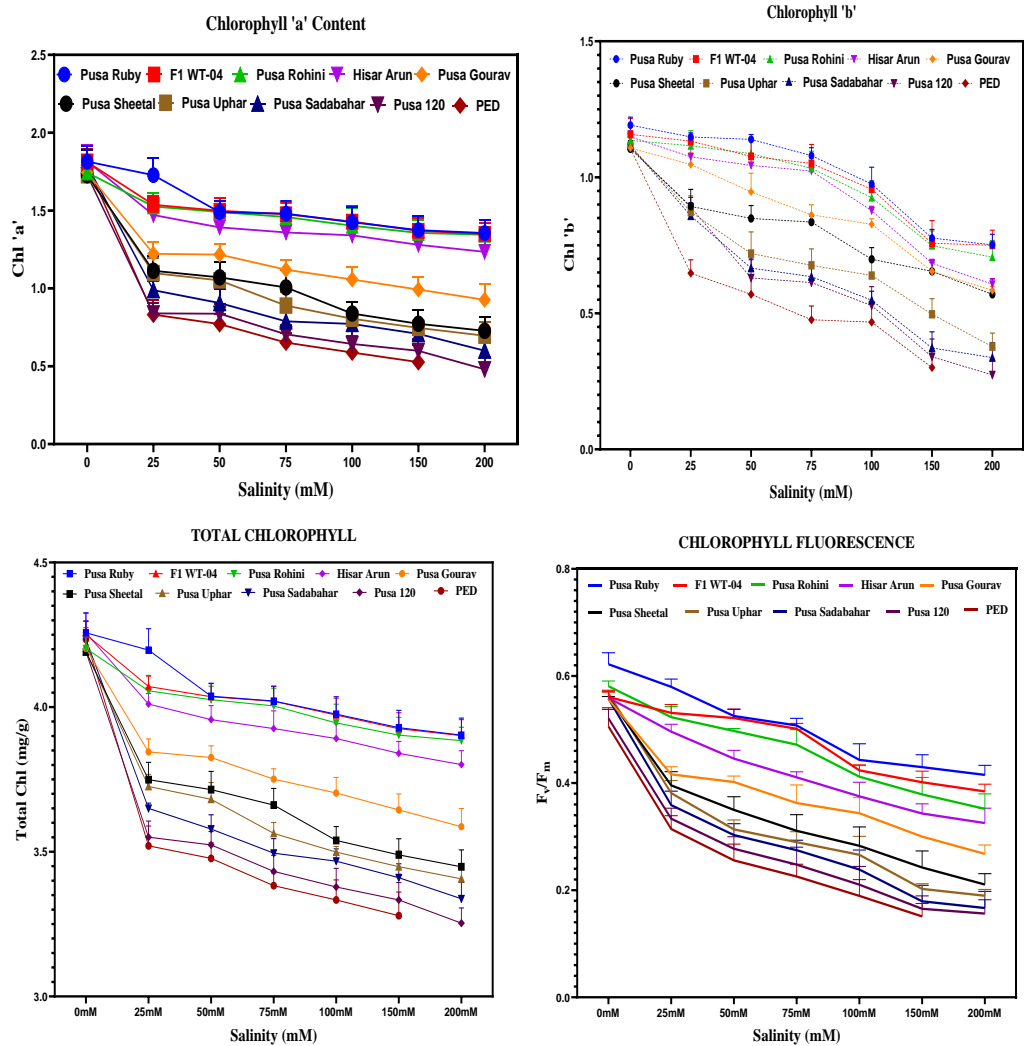 Chlorophyll 'a' Content
2.5
Pusa Ruby F1 WT-04 Pusa Rohini Hisar Arun Pusa Gourav
Pusa Sheetal Pusa Uphar Pusa Sadabahar Pusa 120 PED
2.0
1.5
1.0
0.5
0.0
Chl 'a'
0 25 50 75 100 150 200
Salinity (mM)
Chlorophyll 'b'
1.5
Pusa Ruby F1 WT-04 Pusa Rohini Hisar Arun Pusa Gourav
Pusa Sheetal Pusa Uphar Pusa Sadabahar Pusa 120 PED
1.0
0.5
0.0
Chl 'b'
0 25 50 75 100 150 200
Salinity (mM)
TOTAL CHLOROPHYLL
4.5
Pusa Ruby F1 WT-04 Pusa Rohini Hisar Arun Pusa Gourav
Pusa Sheetal Pusa Uphar Pusa Sadabahar Pusa 120 PED
4.0
3.5
3.0
Total Chl (mg/g)
0mM 25mM 50mM 75mM 100mM 150mM 200mM
Salinity (mM)
CHLOROPHYLL FLUORESCENCE
0.8
Pusa Ruby F1 WT-04 Pusa Rohini Hisar Arun Pusa Gourav
Pusa Sheetal Pusa Uphar Pusa Sadabahar Pusa 120 PED
0.6
0.4
0.2
0.0
Fv/Fm
0mM 25mM 50mM 75mM 100mM 150mM 200mM
Salinity (mM)